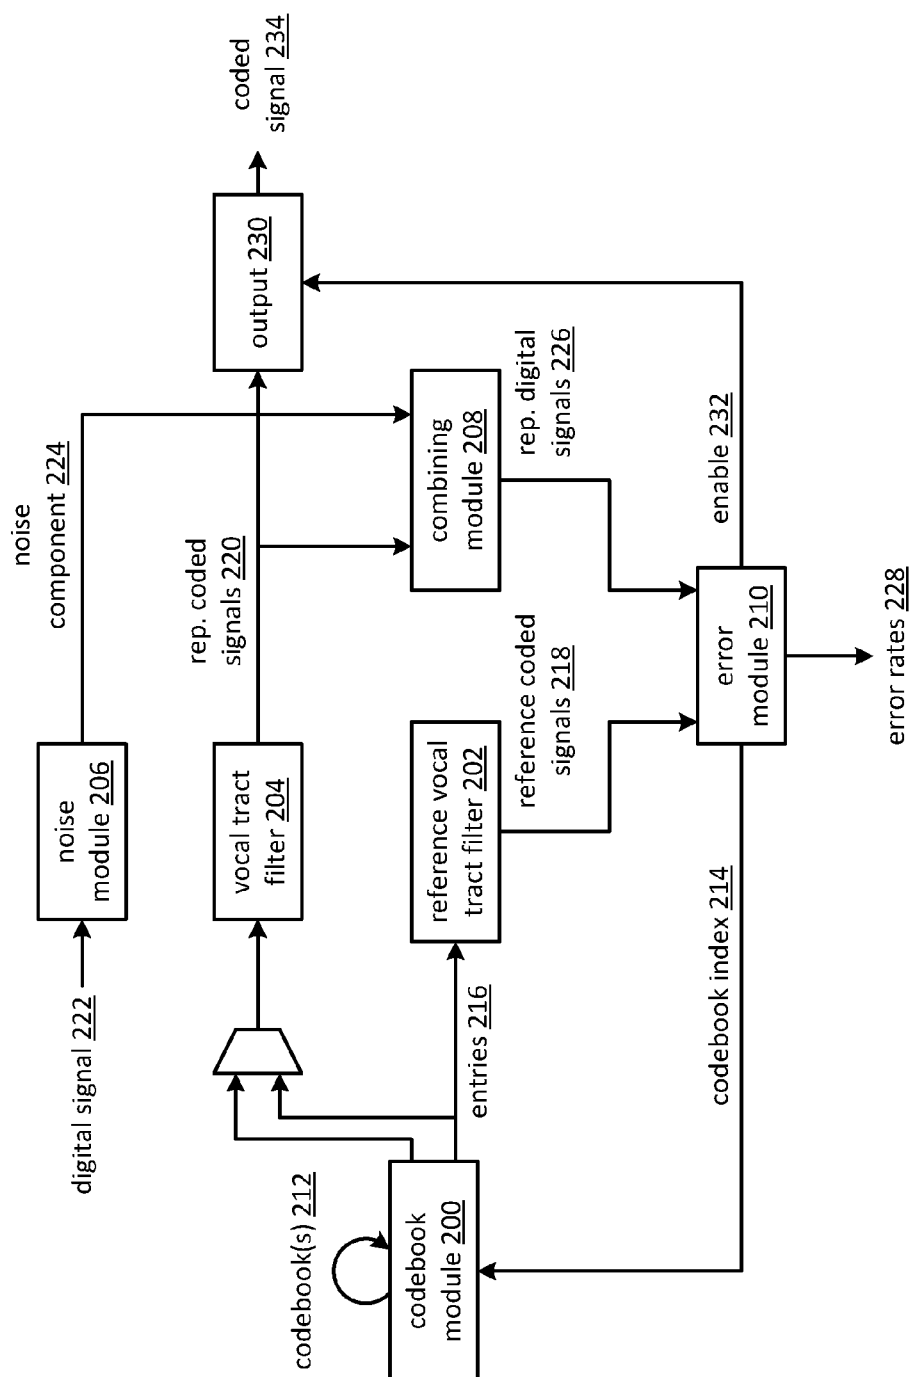 digital signal 222
noise
module 206
noise
component 224
codebook(s) 212
codebook
module 200
entries 216
vocal tract
filter 204
rep. coded
signals 220
output 230
coded
signal 234
reference vocal
tract filter 202
reference coded
signals 218
combining
module 208
rep. digital
signals 226
codebook index 214
error
module 210
enable 232
error rates 228